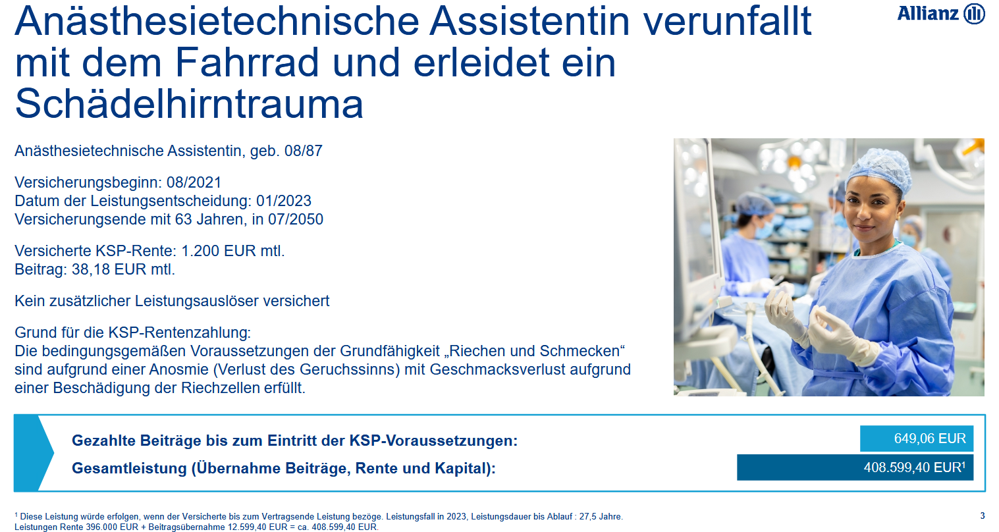 Anästhesietechnische Assistentin verunfallt
mit dem Fahrrad und erleidet ein
Schädelhirntrauma
Allianz
Anästhesietechnische Assistentin, geb. 08/87
Versicherungsbeginn: 08/2021
Datum der Leistungsentscheidung: 01/2023
Versicherungsende mit 63 Jahren, in 07/2050
Versicherte KSP-Rente: 1.200 EUR mtl.
Beitrag: 38,18 EUR mtl.
Kein zusätzlicher Leistungsauslöser versichert
Grund für die KSP-Rentenzahlung:
Die bedingungsgemäßen Voraussetzungen der Grundfähigkeit „Riechen und Schmecken“
sind aufgrund einer Anosmie (Verlust des Geruchssinns) mit Geschmacksverlust aufgrund
einer Beschädigung der Riechzellen erfüllt.
Gezahlte Beiträge bis zum Eintritt der KSP-Voraussetzungen: 649,06 EUR
Gesamtleistung (Übernahme Beiträge, Rente und Kapital): 408.599,40 EUR¹
¹ Diese Leistung würde erfolgen, wenn der Versicherte bis zum Vertragsende Leistung bezöge. Leistungsfall in 2023, Leistungsdauer bis Ablauf : 27,5 Jahre.
Leistungen Rente 396.000 EUR + Beitragsübernahme 12.599,40 EUR = ca. 408.599,40 EUR.
3